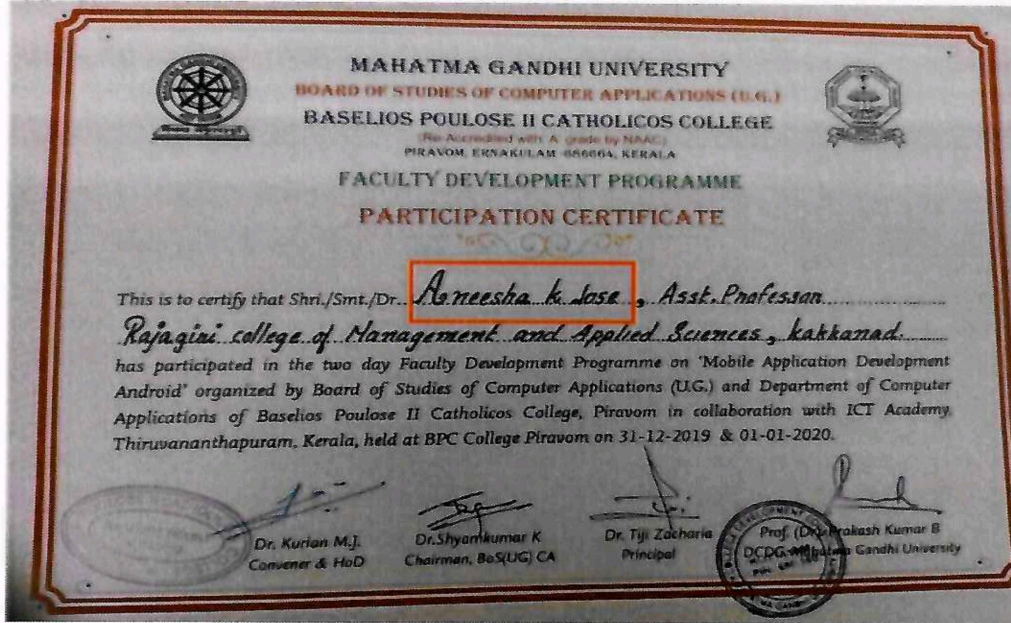 MAHATMA GANDHI UNIVERSITY
BOARD OF STUDIES OF COMPUTER APPLICATIONS (U.G.)
BASELIOS POULOSE II CATHOLICOS COLLEGE
(Re-Accredited with A grade by NAAC)
PIRAVOM, ERNAKULAM -686664, KERALA
FACULTY DEVELOPMENT PROGRAMME
PARTICIPATION CERTIFICATE
This is to certify that Shri./Smt./Dr.. Aneesha k Jose, Asst. Professor
Rajagiri college of Management and Applied Sciences, kakkanad.
has participated in the two day Faculty Development Programme on 'Mobile Application Development
Android' organized by Board of Studies of Computer Applications (U.G.) and Department of Computer
Applications of Baselios Poulose II Catholicos College, Piravom in collaboration with ICT Academy,
Thiruvananthapuram, Kerala, held at BPC College Piravom on 31-12-2019 & 01-01-2020.
Dr. Kurian M.J.
Convener & HoD
Dr.Shyamkumar K
Chairman, BoS(UG) CA
Dr. Tiji Zacharia
Principal
Prof. (Dr.) Prakash Kumar B
DCDC, Mahatma Gandhi University